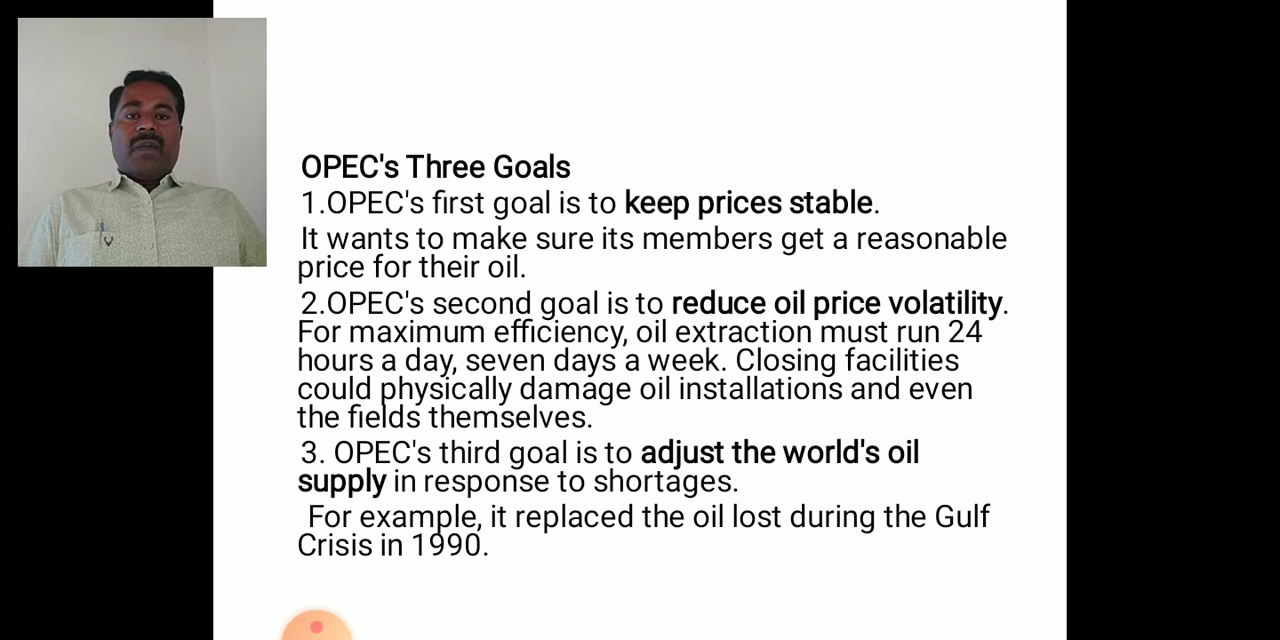 OPEC's Three Goals
1.OPEC's first goal is to keep prices stable.
It wants to make sure its members get a reasonable
price for their oil.
2.OPEC's second goal is to reduce oil price volatility.
For maximum efficiency, oil extraction must run 24
hours a day, seven days a week. Closing facilities
could physically damage oil installations and even
the fields themselves.
3. OPEC's third goal is to adjust the world's oil
supply in response to shortages.
For example, it replaced the oil lost during the Gulf
Crisis in 1990.